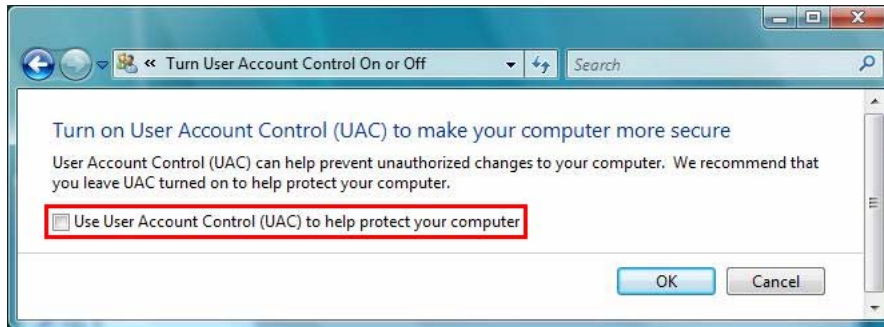 « Turn User Account Control On or Off
Search
Turn on User Account Control (UAC) to make your computer more secure
User Account Control (UAC) can help prevent unauthorized changes to your computer. We recommend that
you leave UAC turned on to help protect your computer.
Use User Account Control (UAC) to help protect your computer
OK
Cancel